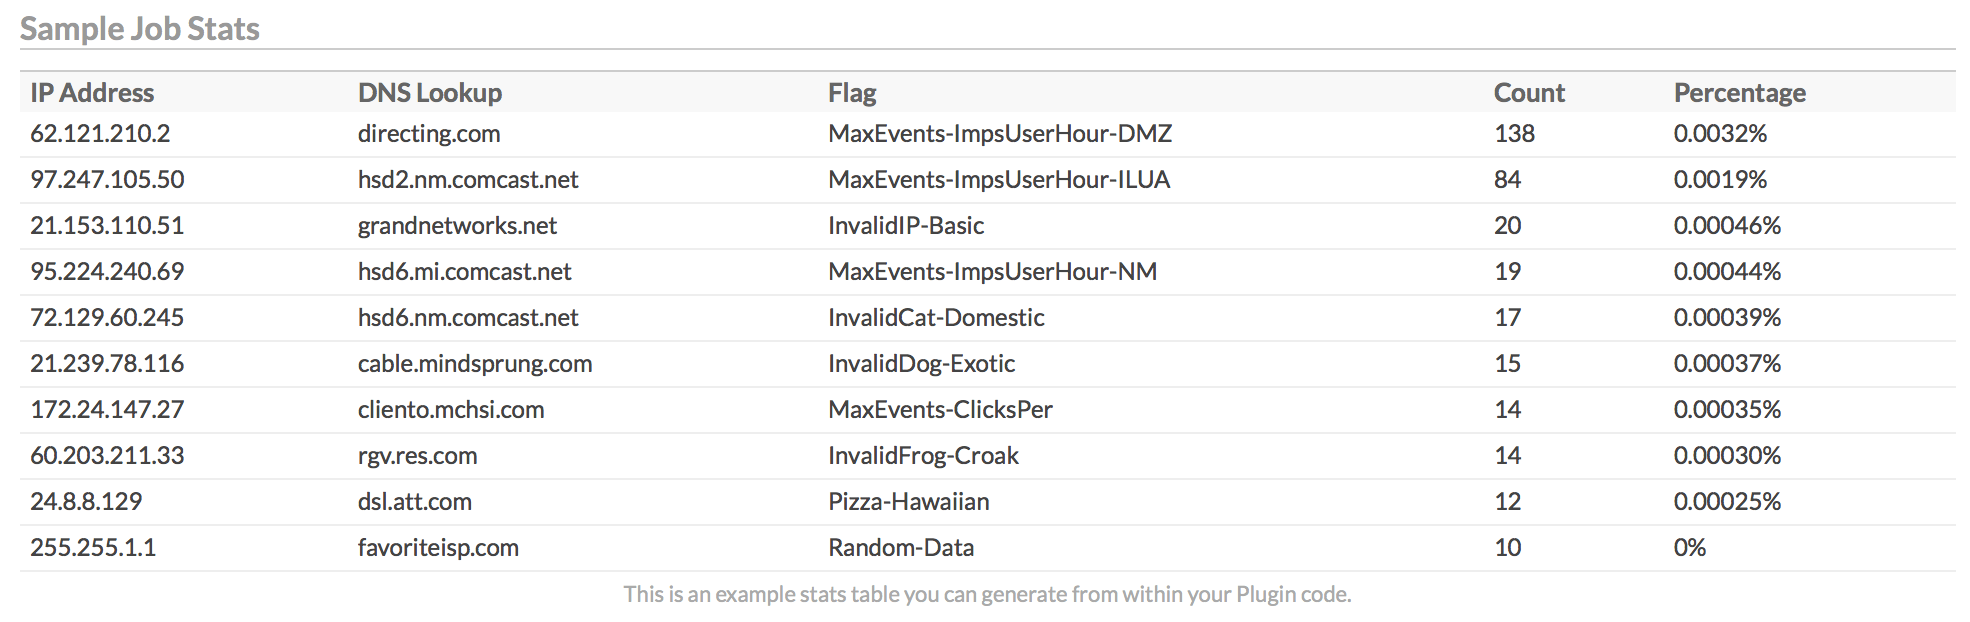 Sample Job Stats
IP Address DNS Lookup Flag Count Percentage
62.121.210.2 directing.com MaxEvents-ImpsUserHour-DMZ 138 0.0032%
97.247.105.50 hsd2.nm.comcast.net MaxEvents-ImpsUserHour-ILUA 84 0.0019%
21.153.110.51 grandnetworks.net InvalidIP-Basic 20 0.00046%
95.224.240.69 hsd6.mi.comcast.net MaxEvents-ImpsUserHour-NM 19 0.00044%
72.129.60.245 hsd6.nm.comcast.net InvalidCat-Domestic 17 0.00039%
21.239.78.116 cable.mindsprung.com InvalidDog-Exotic 15 0.00037%
172.24.147.27 cliento.mchsi.com MaxEvents-ClicksPer 14 0.00035%
60.203.211.33 rgv.res.com InvalidFrog-Croak 14 0.00030%
24.8.8.129 dsl.att.com Pizza-Hawaiian 12 0.00025%
255.255.1.1 favoriteisp.com Random-Data 10 0%
This is an example stats table you can generate from within your Plugin code.